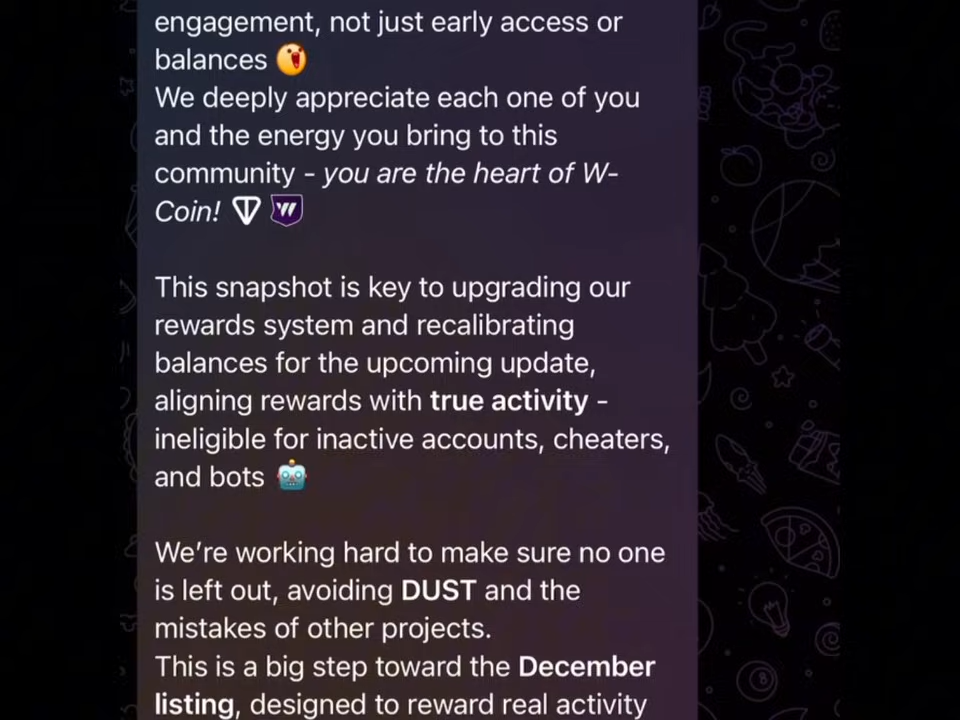 engagement, not just early access or
balances 😮
We deeply appreciate each one of you
and the energy you bring to this
community - you are the heart of W-
Coin!
This snapshot is key to upgrading our
rewards system and recalibrating
balances for the upcoming update,
aligning rewards with true activity -
ineligible for inactive accounts, cheaters,
and bots 🤖
We’re working hard to make sure no one
is left out, avoiding DUST and the
mistakes of other projects.
This is a big step toward the December
listing, designed to reward real activity